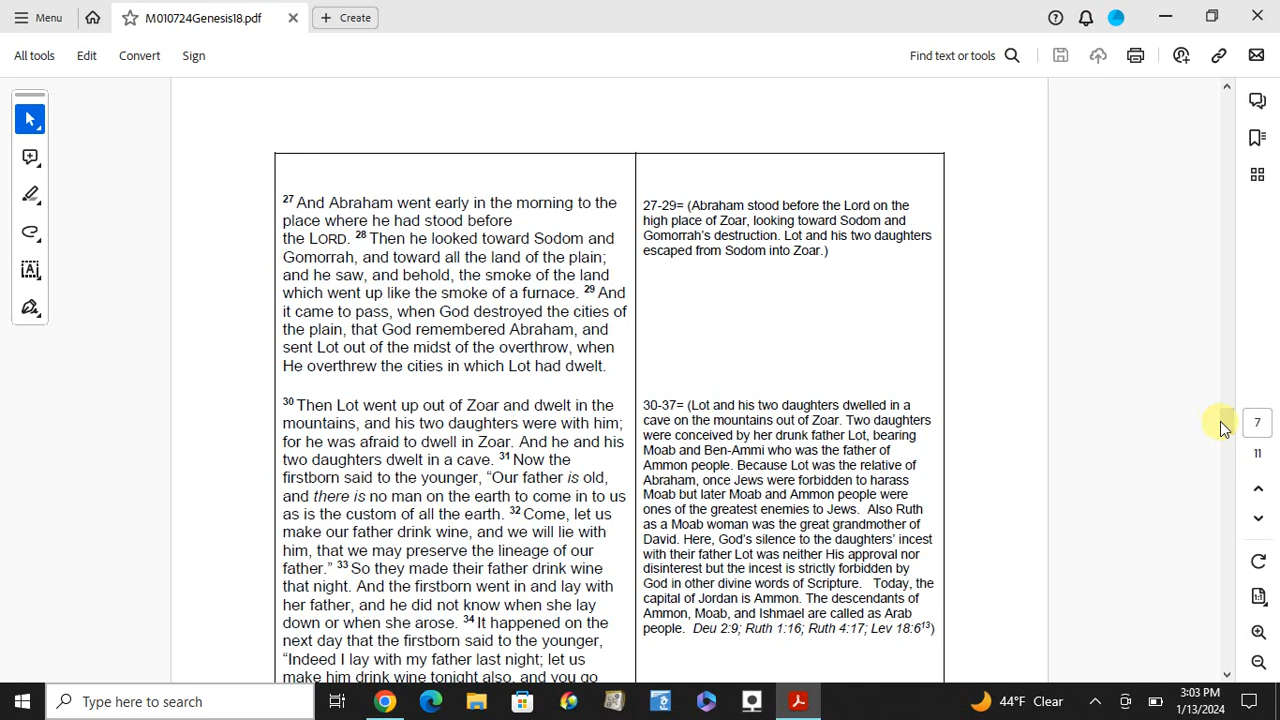 Menu
M010724Genesis18.pdf
Create
All tools
Edit
Convert
Sign
Find text or tools
27 And Abraham went early in the morning to the
place where he had stood before
the LORD. 28 Then he looked toward Sodom and
Gomorrah, and toward all the land of the plain;
and he saw, and behold, the smoke of the land
which went up like the smoke of a furnace. 29 And
it came to pass, when God destroyed the cities of
the plain, that God remembered Abraham, and
sent Lot out of the midst of the overthrow, when
He overthrew the cities in which Lot had dwelt.
30 Then Lot went up out of Zoar and dwelt in the
mountains, and his two daughters were with him;
for he was afraid to dwell in Zoar. And he and his
two daughters dwelt in a cave. 31 Now the
firstborn said to the younger, “Our father is old,
and there is no man on the earth to come in to us
as is the custom of all the earth. 32 Come, let us
make our father drink wine, and we will lie with
him, that we may preserve the lineage of our
father.” 33 So they made their father drink wine
that night. And the firstborn went in and lay with
her father, and he did not know when she lay
down or when she arose. 34 It happened on the
next day that the firstborn said to the younger,
“Indeed I lay with my father last night; let us
make him drink wine tonight also, and you go
27-29= (Abraham stood before the Lord on the
high place of Zoar, looking toward Sodom and
Gomorrah’s destruction. Lot and his two daughters
escaped from Sodom into Zoar.)
30-37= (Lot and his two daughters dwelled in a
cave on the mountains out of Zoar. Two daughters
were conceived by her drunk father Lot, bearing
Moab and Ben-Ammi who was the father of
Ammon people. Because Lot was the relative of
Abraham, once Jews were forbidden to harass
Moab but later Moab and Ammon people were
ones of the greatest enemies to Jews. Also Ruth
as a Moab woman was the great grandmother of
David. Here, God’s silence to the daughters’ incest
with their father Lot was neither His approval nor
disinterest but the incest is strictly forbidden by
God in other divine words of Scripture. Today, the
capital of Jordan is Ammon. The descendants of
Ammon, Moab, and Ishmael are called as Arab
people. Deu 2:9; Ruth 1:16; Ruth 4:17; Lev 18:6 13)
7
11
1:1
Type here to search
44°F Clear
3:03 PM
1/13/2024